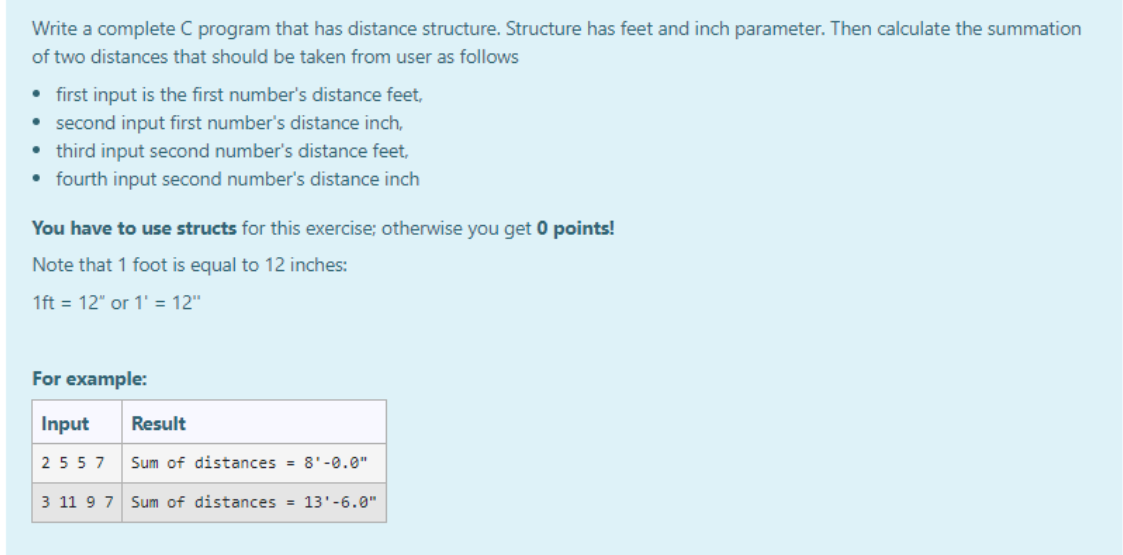 Write a complete C program that has distance structure. Structure has feet and inch parameter. Then calculate the summation
of two distances that should be taken from user as follows
• first input is the first number's distance feet,
• second input first number's distance inch,
• third input second number's distance feet,
• fourth input second number's distance inch
You have to use structs for this exercise; otherwise you get 0 points!
Note that 1 foot is equal to 12 inches:
1ft = 12" or 1' = 12"
For example:
Input Result
2 5 5 7 Sum of distances = 8'-0.0"
3 11 9 7 Sum of distances = 13'-6.0"